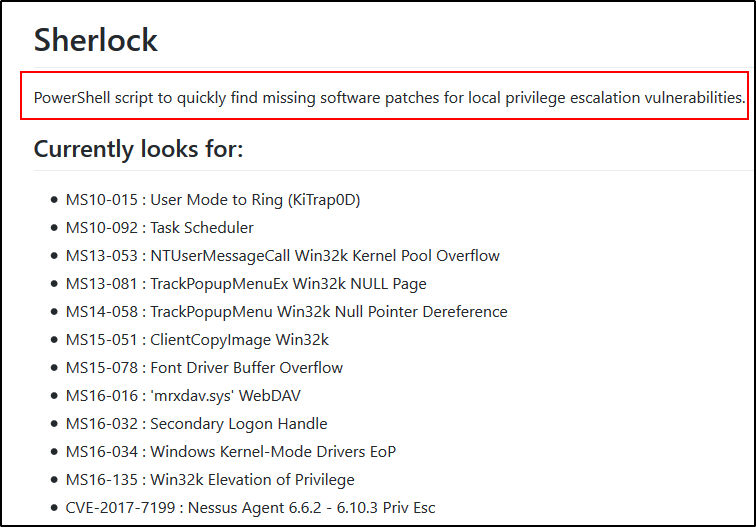 Sherlock
PowerShell script to quickly find missing software patches for local privilege escalation vulnerabilities.
Currently looks for:
MS10-015 : User Mode to Ring (KiTrap0D)
MS10-092 : Task Scheduler
MS13-053 : NTUserMessageCall Win32k Kernel Pool Overflow
MS13-081 : TrackPopupMenuEx Win32k NULL Page
MS14-058 : TrackPopupMenu Win32k Null Pointer Dereference
MS15-051 : ClientCopyImage Win32k
MS15-078 : Font Driver Buffer Overflow
MS16-016 : 'mrxdav.sys' WebDAV
MS16-032 : Secondary Logon Handle
MS16-034 : Windows Kernel-Mode Drivers EoP
MS16-135 : Win32k Elevation of Privilege
CVE-2017-7199 : Nessus Agent 6.6.2 - 6.10.3 Priv Esc